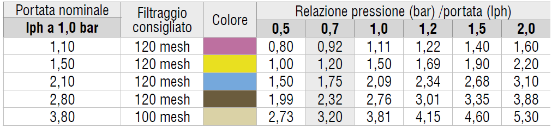 Portata nominale Filtraggio consigliato Colore Relazione pressione (bar) /portata (lph)
lph a 1,0 bar 0,5 0,7 1,0 1,2 1,5 2,0
1,10 120 mesh 0,80 0,92 1,11 1,22 1,40 1,60
1,50 120 mesh 1,00 1,20 1,50 1,69 1,90 2,20
2,10 120 mesh 1,50 1,75 2,09 2,34 2,68 3,10
2,80 120 mesh 1,99 2,32 2,76 3,01 3,35 3,88
3,80 100 mesh 2,73 3,20 3,81 4,15 4,60 5,30